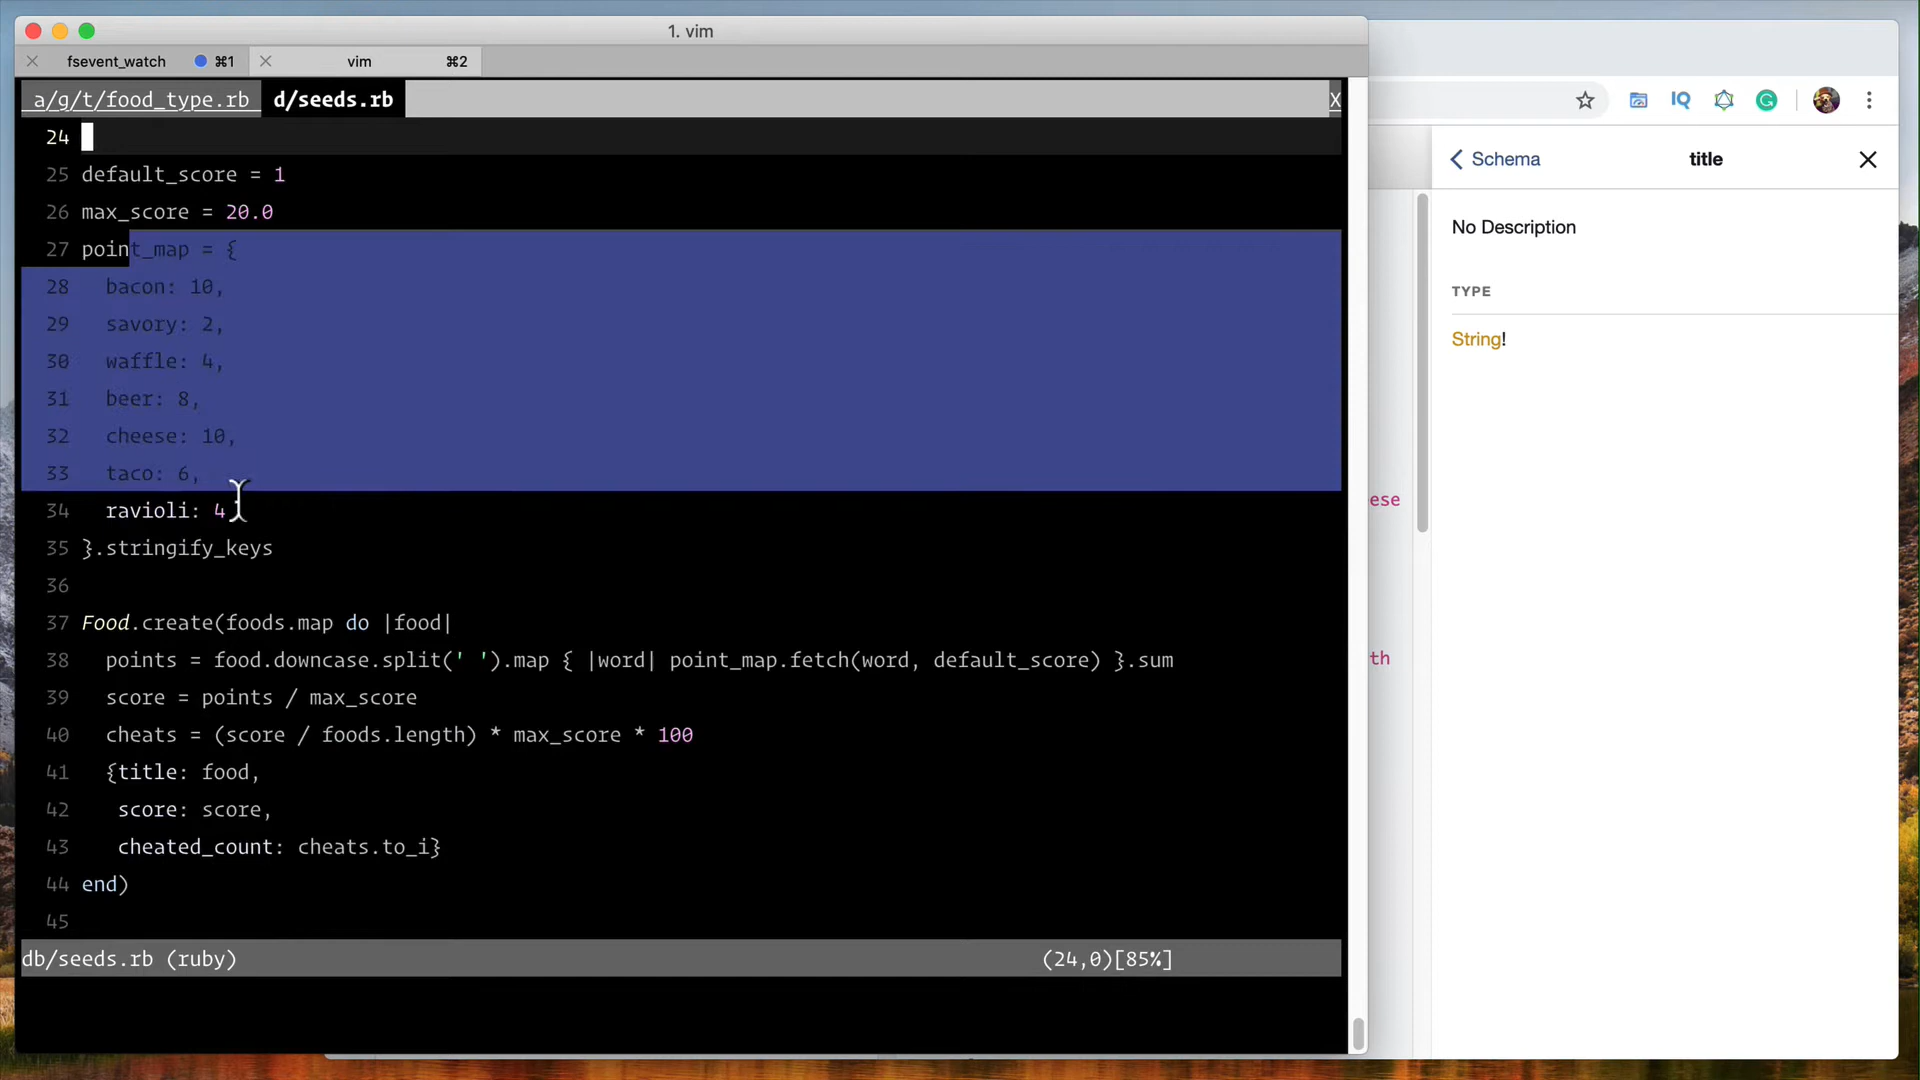 1. vim
fsevent_watch ⌘1 vim ⌘2
a/g/t/food_type.rb d/seeds.rb X
24
25 default_score = 1
26 max_score = 20.0
27 point_map = {
28 bacon: 10,
29 savory: 2,
30 waffle: 4,
31 beer: 8,
32 cheese: 10,
33 taco: 6,
34 ravioli: 4
35 }.stringify_keys
36
37 Food.create(foods.map do |food|
38 points = food.downcase.split(' ').map { |word| point_map.fetch(word, default_score) }.sum
39 score = points / max_score
40 cheats = (score / foods.length) * max_score * 100
41 {title: food,
42 score: score,
43 cheated_count: cheats.to_i}
44 end)
45
db/seeds.rb (ruby) (24,0)[85%]
IQ
Schema title
No Description
TYPE
String!
ese
th